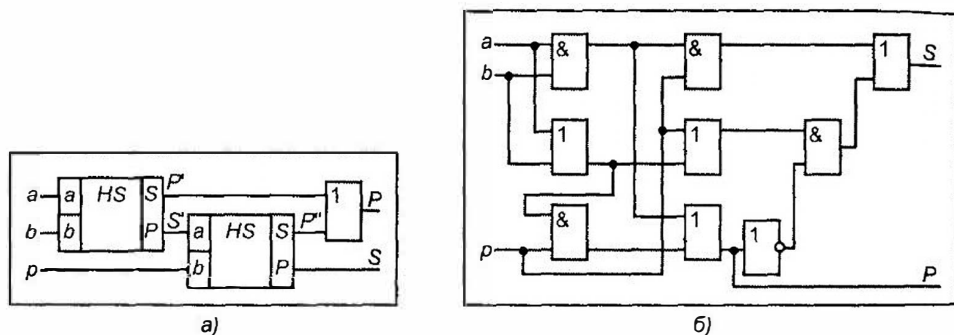 a a HS S P' 1 P
b b P S' a HS S P''
p b P S
а)
a & & 1 S
b
1 1 &
p & 1 1
P
б)